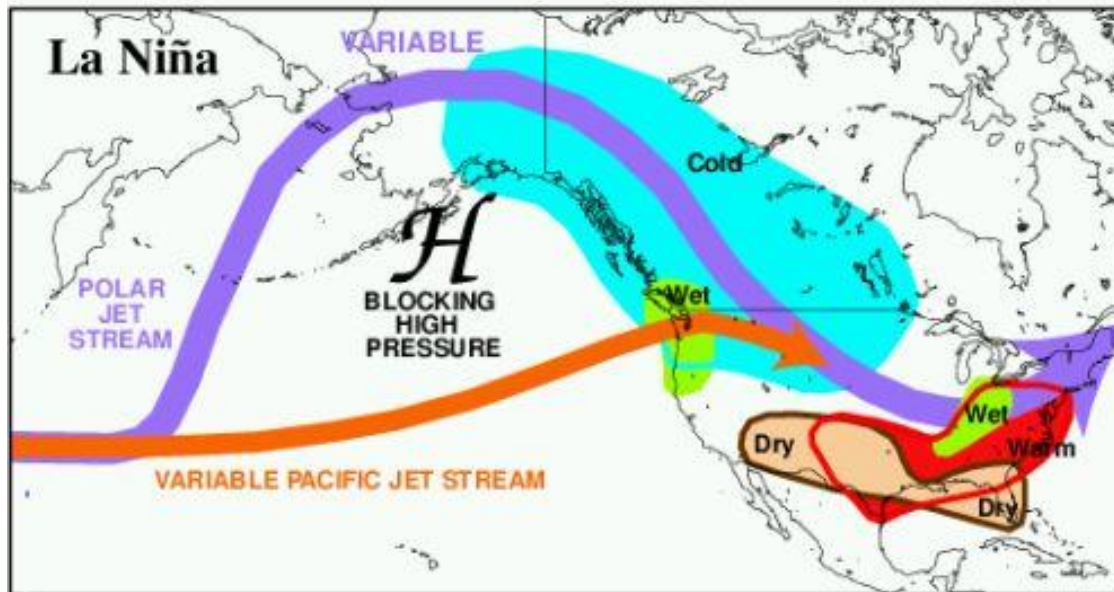 La Niña
VARIABLE
Cold
H
POLAR
JET
STREAM
BLOCKING
HIGH
PRESSURE
Wet
Wet
Dry
Warm
Dry
VARIABLE PACIFIC JET STREAM